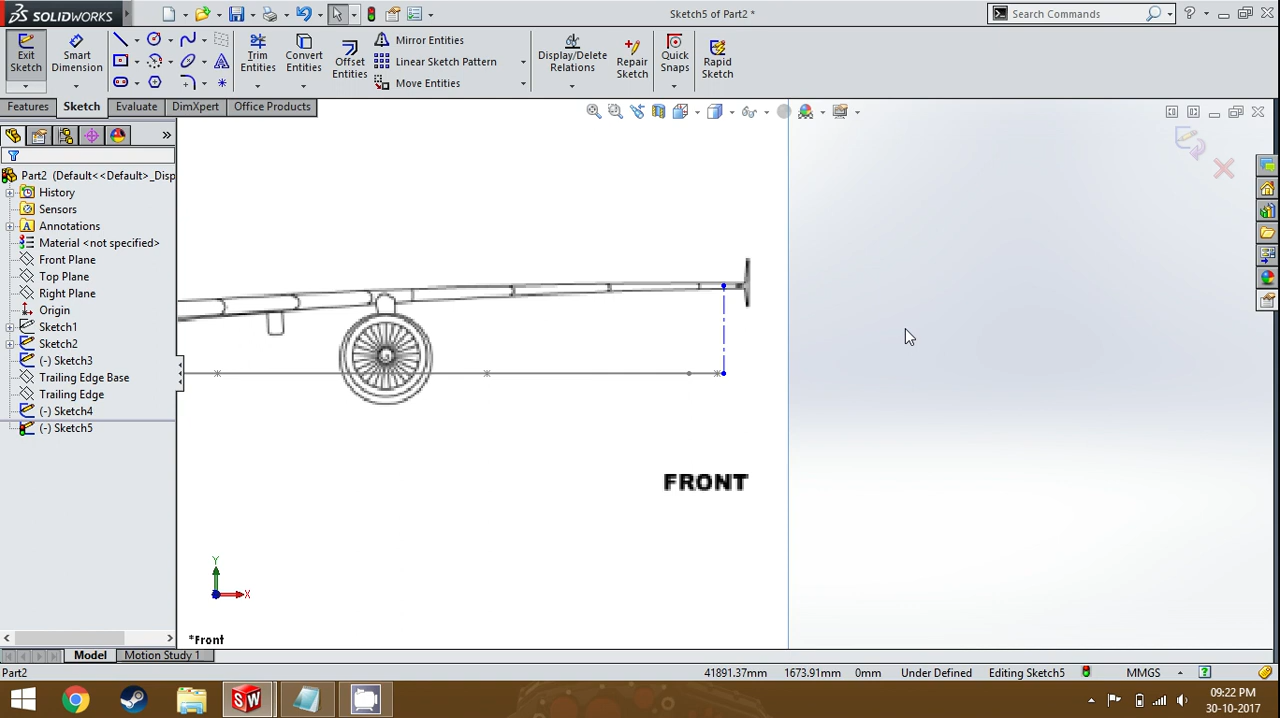 SOLIDWORKS
Sketch5 of Part2 *
Search Commands
Exit Sketch
Smart Dimension
Trim Entities
Convert Entities
Offset Entities
Mirror Entities
Linear Sketch Pattern
Move Entities
Display/Delete Relations
Repair Sketch
Quick Snaps
Rapid Sketch
Features
Sketch
Evaluate
DimXpert
Office Products
Part2 (Default<<Default>_Disp
History
Sensors
Annotations
Material <not specified>
Front Plane
Top Plane
Right Plane
Origin
Sketch1
Sketch2
(-) Sketch3
Trailing Edge Base
Trailing Edge
(-) Sketch4
(-) Sketch5
FRONT
Y
X
*Front
Model
Motion Study 1
Part2
41891.37mm
1673.91mm
0mm
Under Defined
Editing Sketch5
MMGS
09:22 PM
30-10-2017